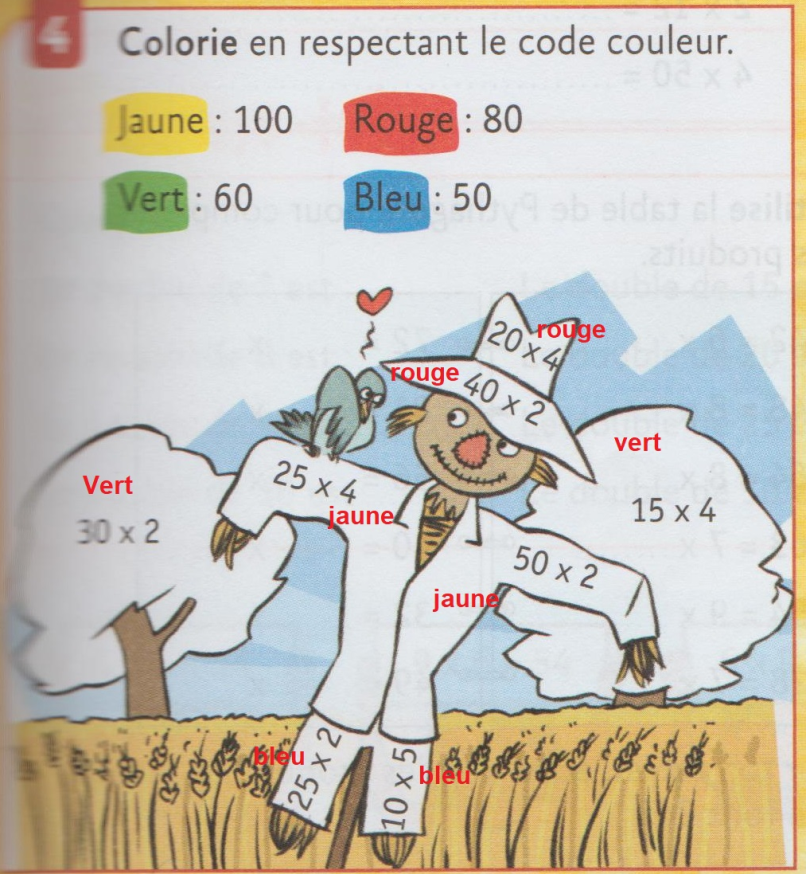 4 Colorie en respectant le code couleur.
Jaune : 100 Rouge : 80
Vert : 60 Bleu : 50
20 x 4 rouge
rouge 40 x 2
Vert
30 x 2
25 x 4
jaune
vert
15 x 4
50 x 2
jaune
bleu
25 x 2
10 x 5
bleu